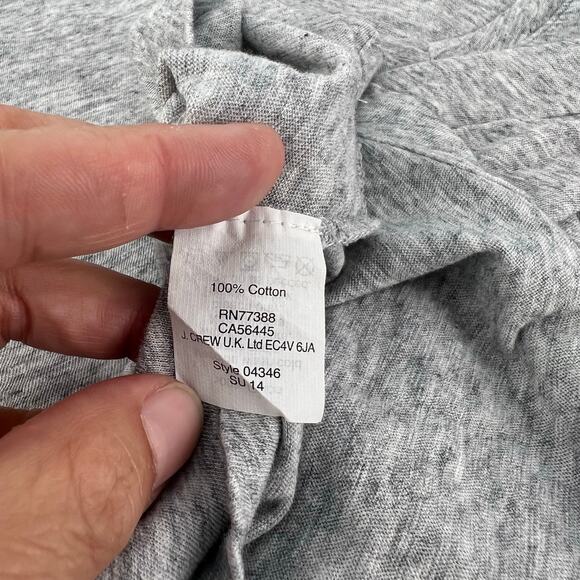 100% Cotton
RN77388
CA56445
J. CREW U.K. Ltd EC4V 6JA
Style 04346
SU 14